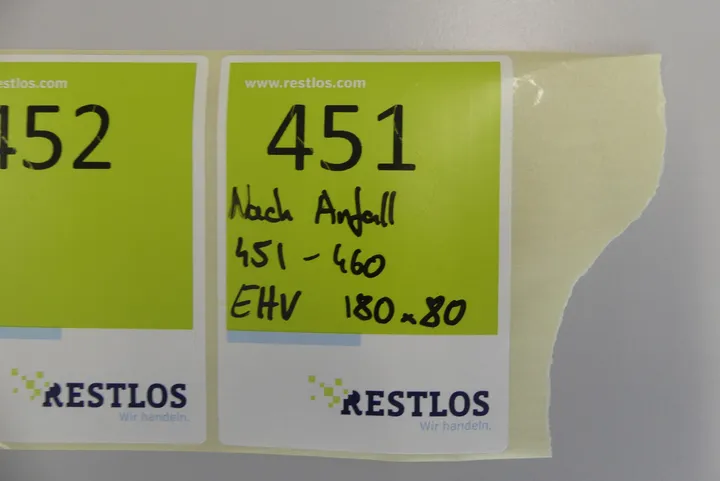 estlos.com
452
RESTLOS
Wir handeln.
www.restlos.com
451
Nach Anfall
451 - 460
EHV 180x80
RESTLOS
Wir handeln.